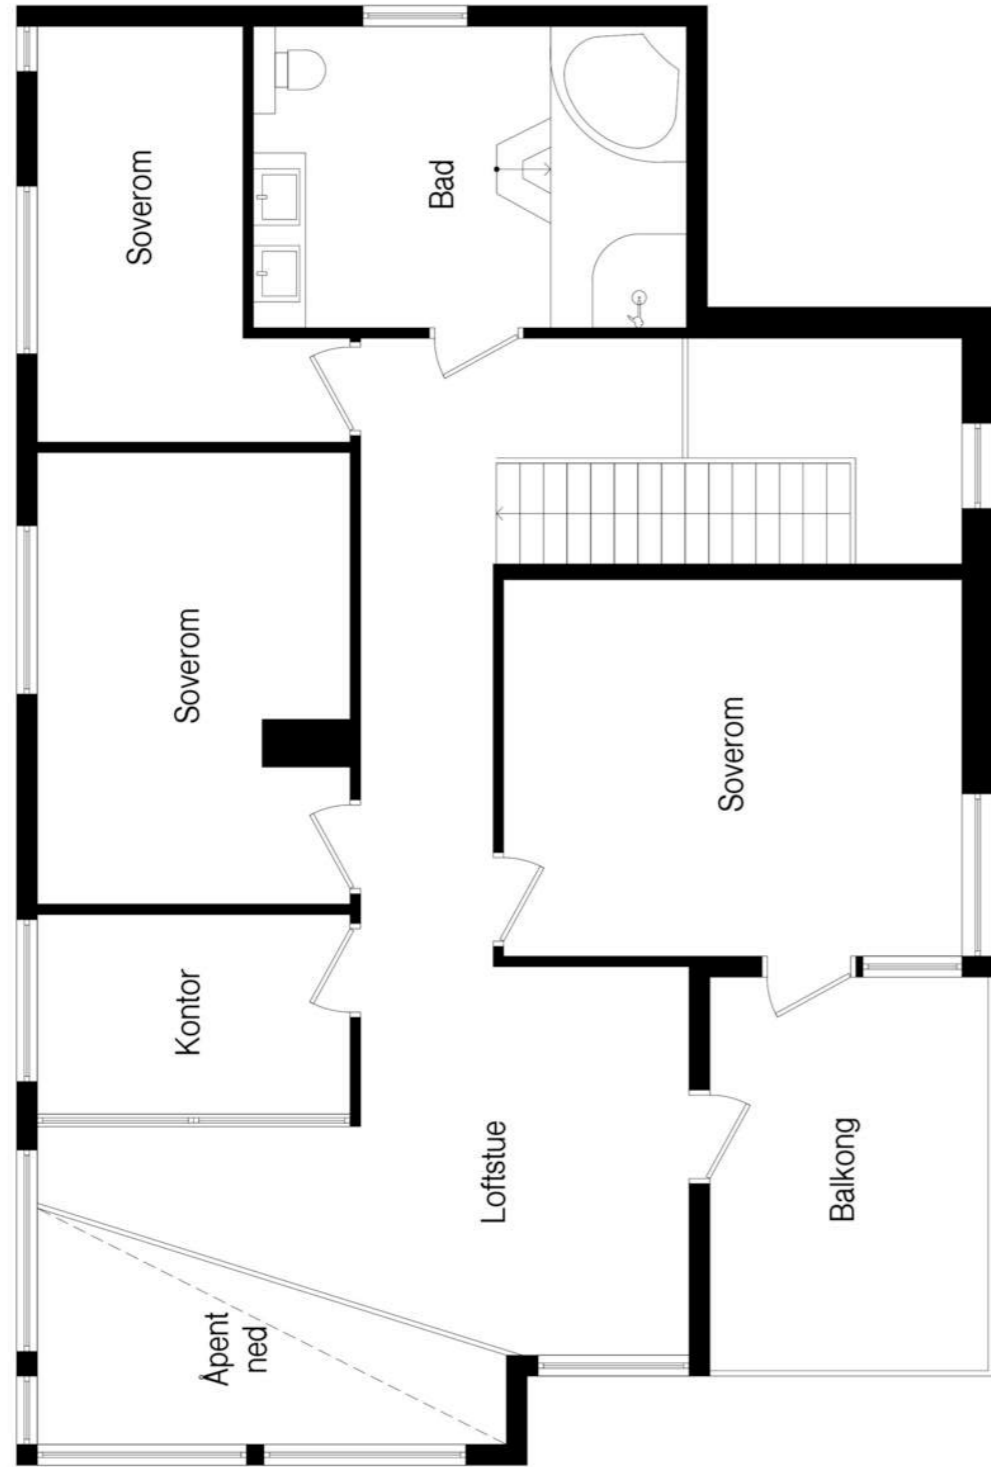 Soverom
Bad
Soverom
Soverom
Kontor
Loftstue
Balkong
Åpent
ned